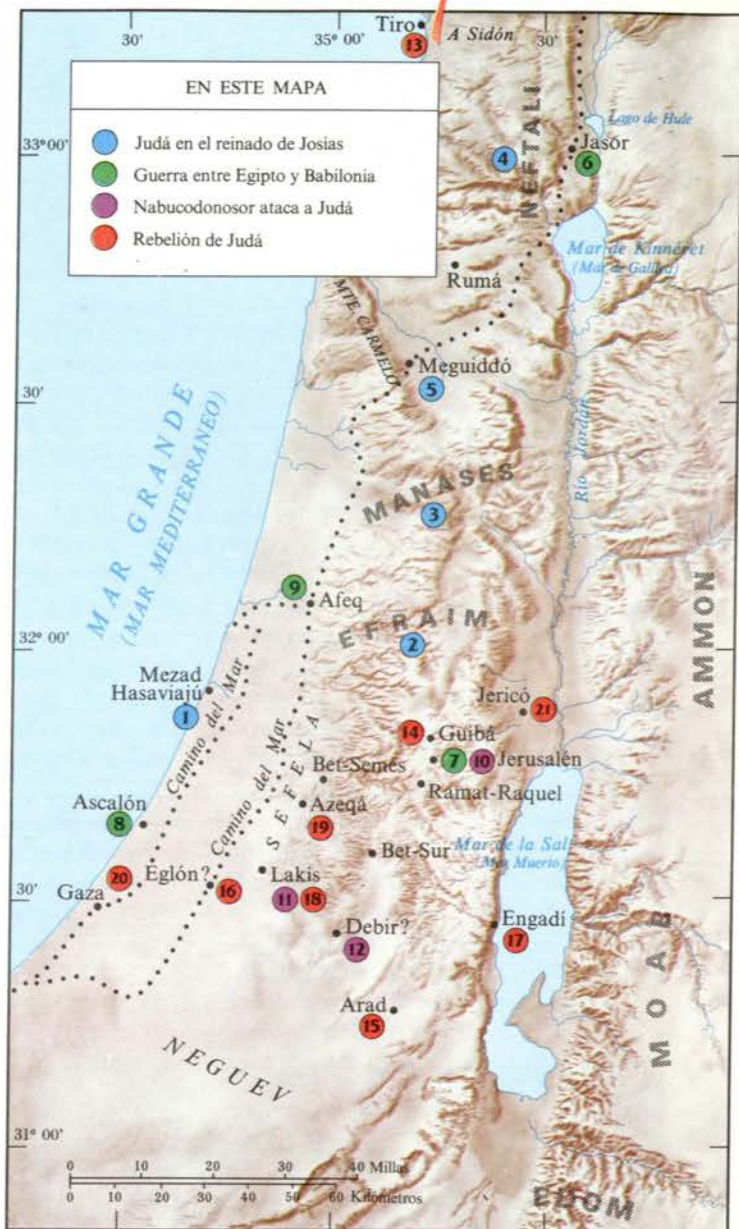 30'
35° 00'
30'
Tiro
13
A Sidón
EN ESTE MAPA
Judá en el reinado de Josías
Guerra entre Egipto y Babilonia
Nabucodonosor ataca a Judá
Rebelión de Judá
33° 00'
NEFTALI
Lago de Hule
Jasór
4
6
Mar de Kinnéret
(Mar de Galilea)
Rumá
MTE. CARMELO
Meguiddó
5
30'
Río Jordán
MAR GRANDE
(MAR MEDITERRANEO)
MANASES
3
9
Afeq
EFRAIM
32° 00'
2
AMMON
Mezad
Hasaviajú
1
Camino del Mar
Camino del Mar
SEFELA
Jericó
21
14
Guibá
7
10
Jerusalén
Bet-Semés
Ramat-Raquel
Ascalón
8
Azeqá
19
Bet-Sur
Mar de la Sal
(Mar Muerto)
20
Eglón?
16
Lakís
11
18
Gaza
30'
Debir?
12
Engadí
17
MOAB
Arad
15
NEGUEV
31° 00'
0 10 20 30 40 Millas
0 10 20 30 40 50 60 Kilómetros
EDOM